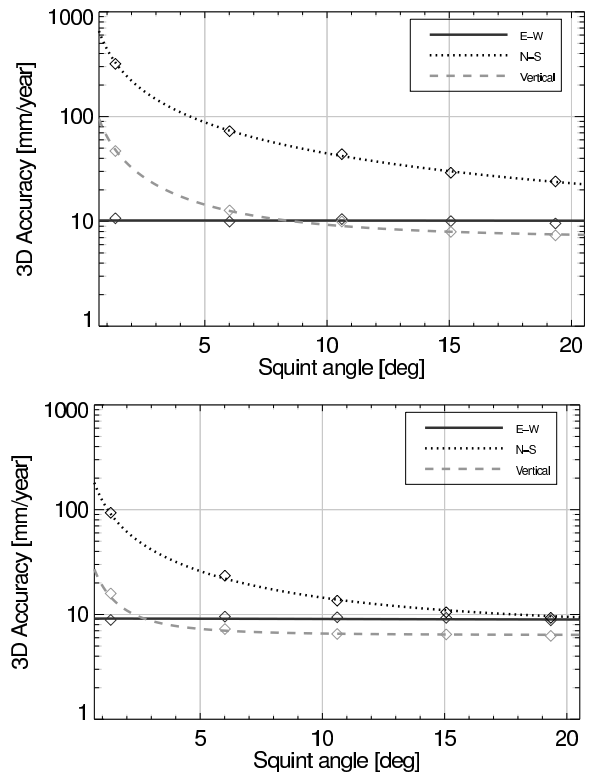 1000
100
10
1
3D Accuracy [mm/year]
E–W
N–S
Vertical
5
10
15
20
Squint angle [deg]
1000
100
10
1
3D Accuracy [mm/year]
E–W
N–S
Vertical
5
10
15
20
Squint angle [deg]